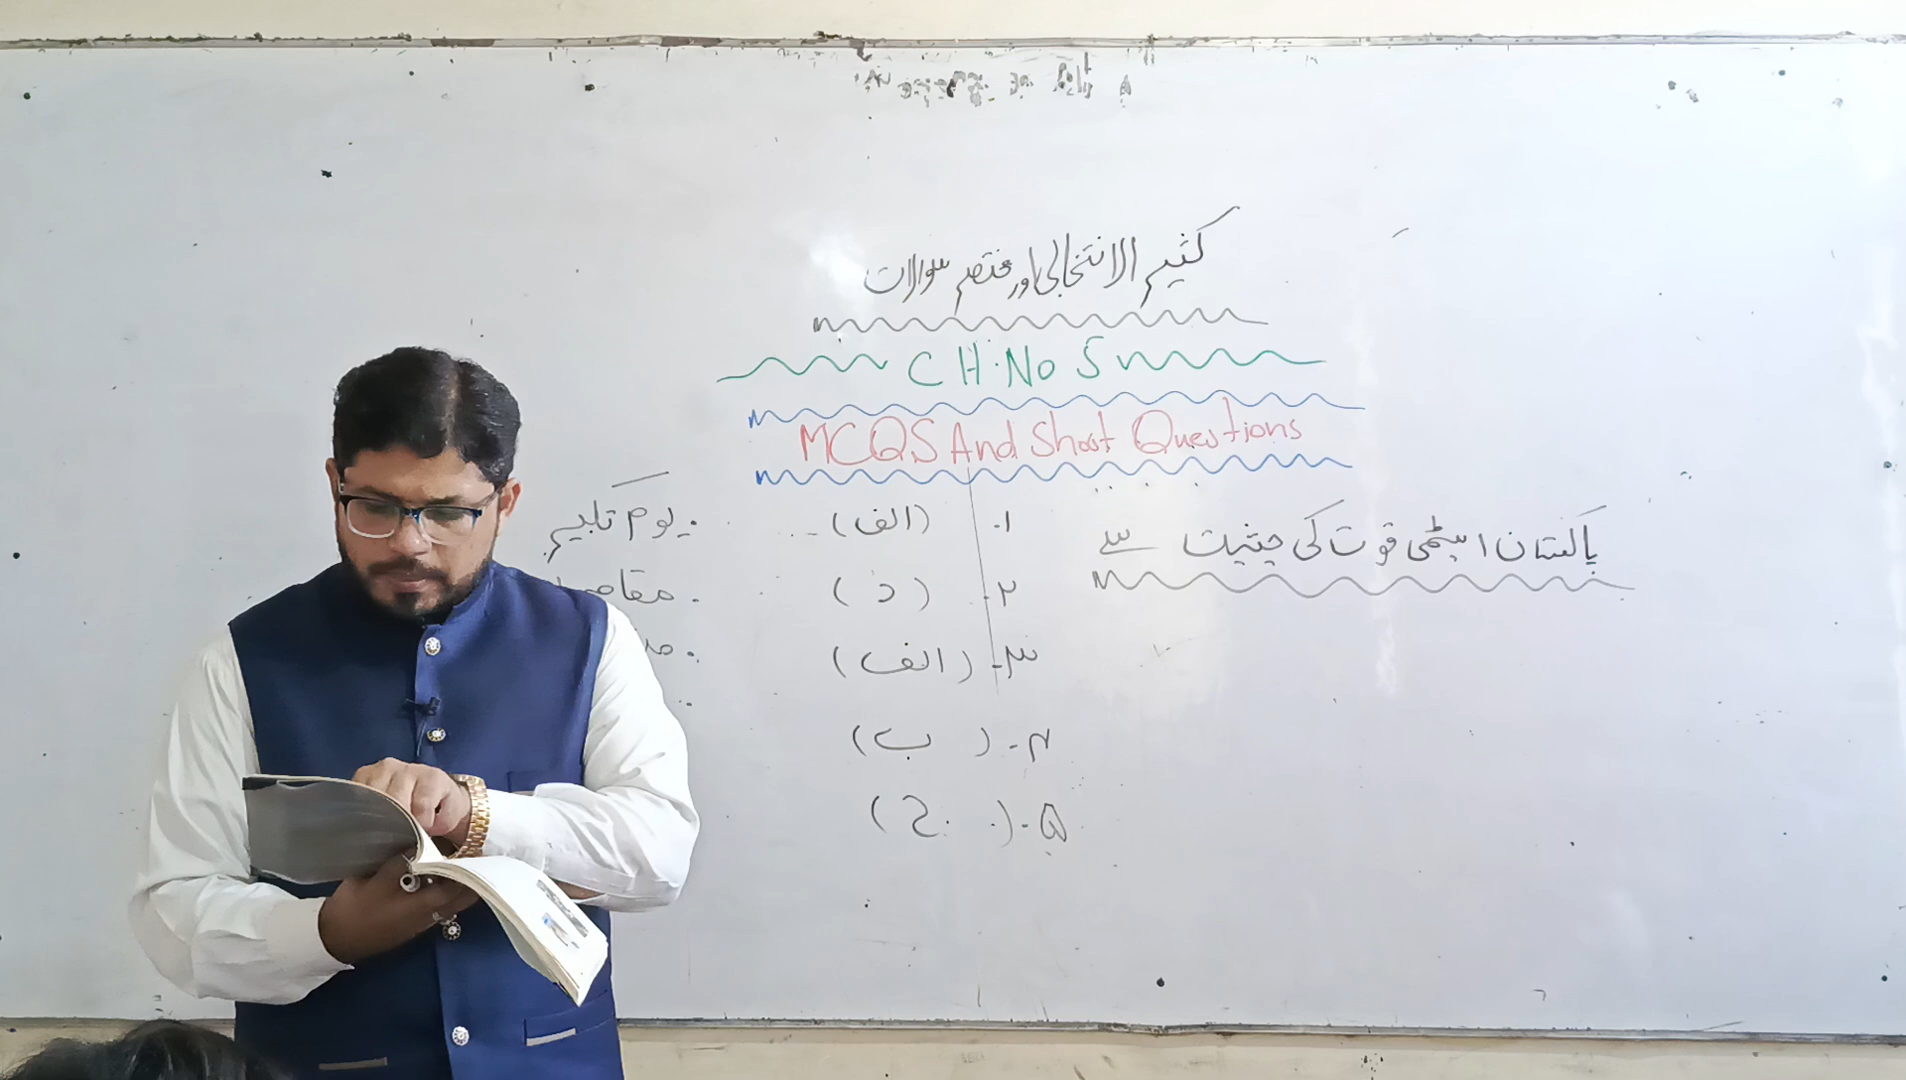 کثیر الانتخابی اور مختصر سوالات
CH.No 5
MCQS And Short Questions
پاکستان ایٹمی قوت کی حیثیت سے
۱. (الف)
۲. (د)
۳. (الف)
۴. (ب)
۵. (ج)
. یوم تکبیر